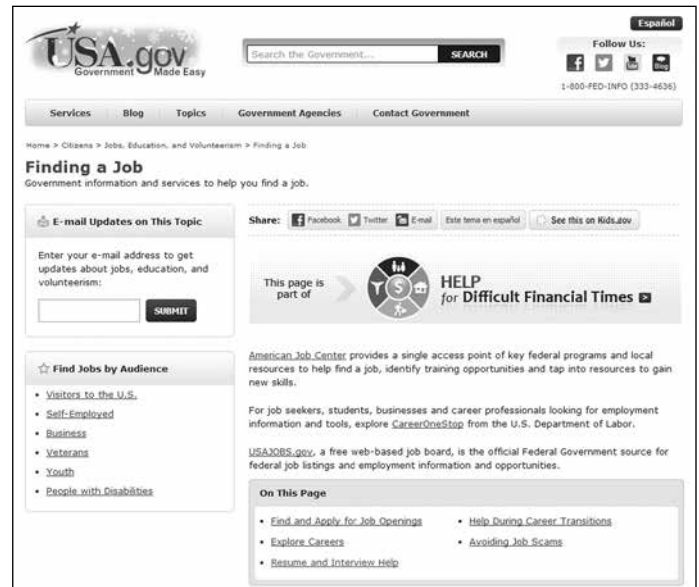 Español
USA.gov
Government Made Easy
Search the Government...
SEARCH
Follow Us:
f
You Tube
Blog
1-800-FED-INFO (333-4636)
Services Blog Topics Government Agencies Contact Government
Home > Citizens > Jobs, Education, and Volunteerism > Finding a Job
Finding a Job
Government information and services to help you find a job.
E-mail Updates on This Topic
Enter your e-mail address to get
updates about jobs, education, and
volunteerism:
SUBMIT
Find Jobs by Audience
• Visitors to the U.S.
• Self-Employed
• Business
• Veterans
• Youth
• People with Disabilities
Share: Facebook Twitter E-mail Este tema en español See this on Kids.gov
This page is
part of
HELP
for Difficult Financial Times
American Job Center provides a single access point of key federal programs and local
resources to help find a job, identify training opportunities and tap into resources to gain
new skills.
For job seekers, students, businesses and career professionals looking for employment
information and tools, explore CareerOneStop from the U.S. Department of Labor.
USAJOBS.gov, a free web-based job board, is the official Federal Government source for
federal job listings and employment information and opportunities.
On This Page
• Find and Apply for Job Openings
• Explore Careers
• Resume and Interview Help
• Help During Career Transitions
• Avoiding Job Scams